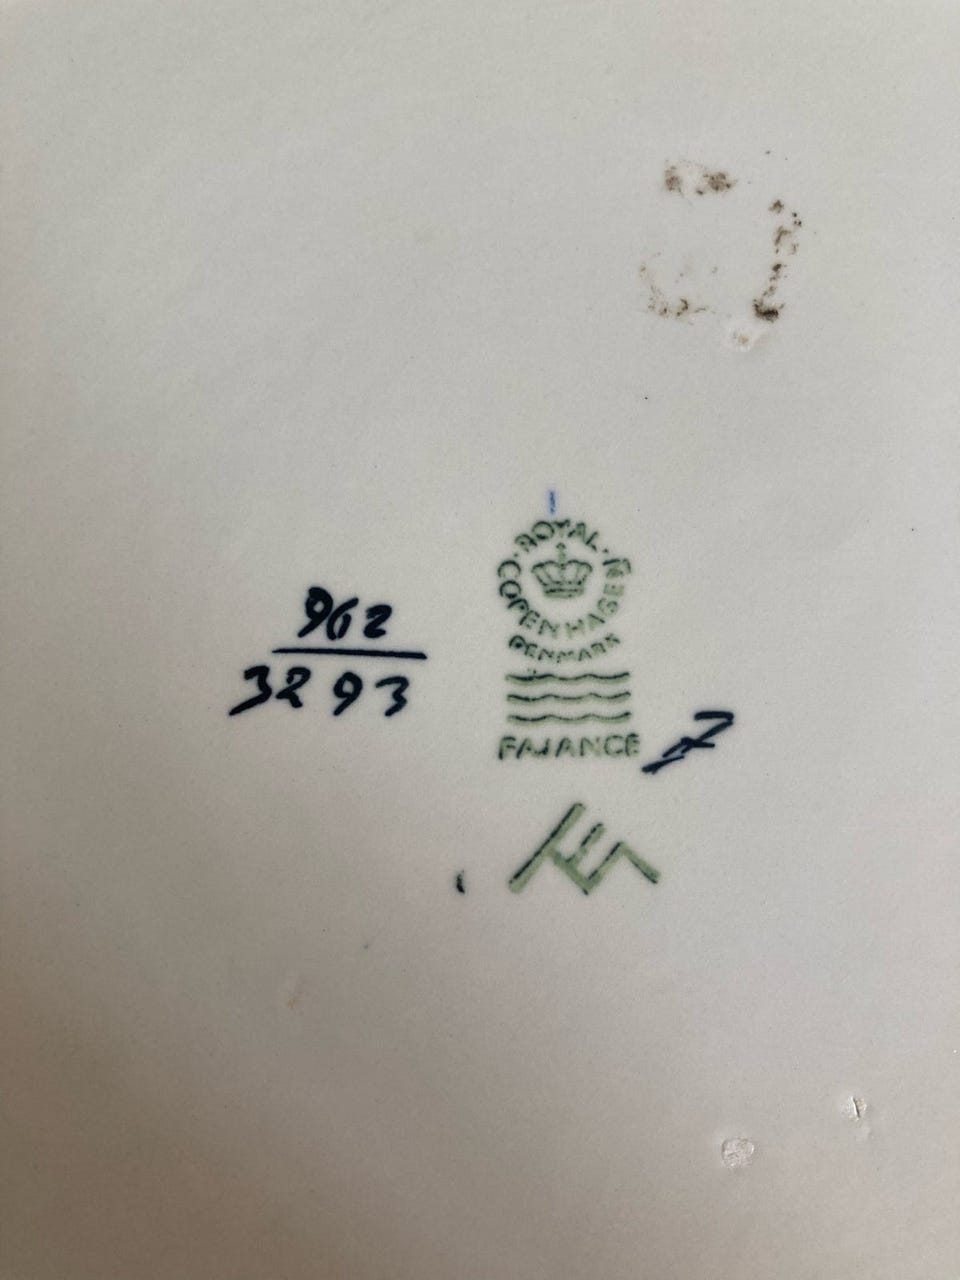 962
3293
ROYAL
COPENHAGEN
DENMARK
FAJANCE